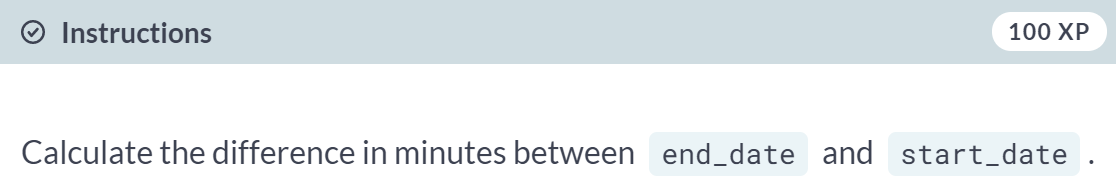 Instructions 100 XP
Calculate the difference in minutes between end_date and start_date.